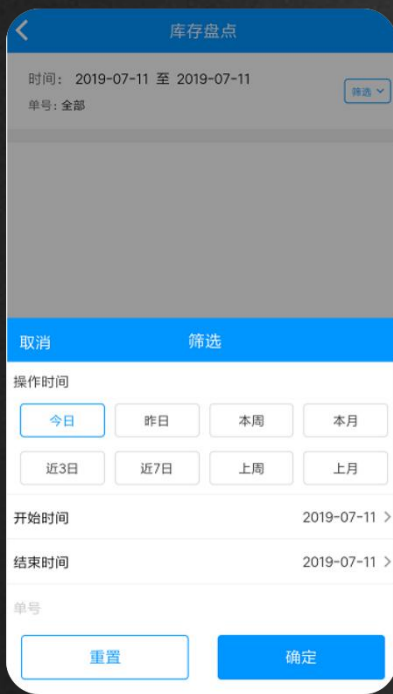 库存盘点
时间: 2019-07-11 至 2019-07-11
筛选
单号: 全部
取消 筛选
操作时间
今日 昨日 本周 本月
近3日 近7日 上周 上月
开始时间 2019-07-11
结束时间 2019-07-11
单号
重置 确定